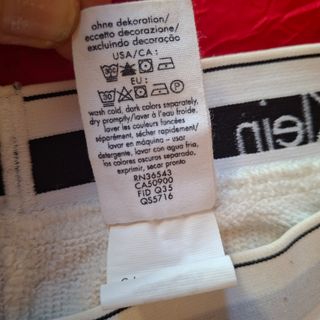 ohne dekoration/
eccetto decorazione/
excluindo decoração
USA/CA :
wash cold, dark colors separately,
dry promptly/laver à l'eau froide.
laver les couleurs foncées
séparément, sécher rapidement/
lavar en máquina – usar
detergente, lavar con agua fria,
los colores oscuros separado,
exprimir, secar pronto
EU :
RN36543
CA50900
FID Q35
QS5716
Klein